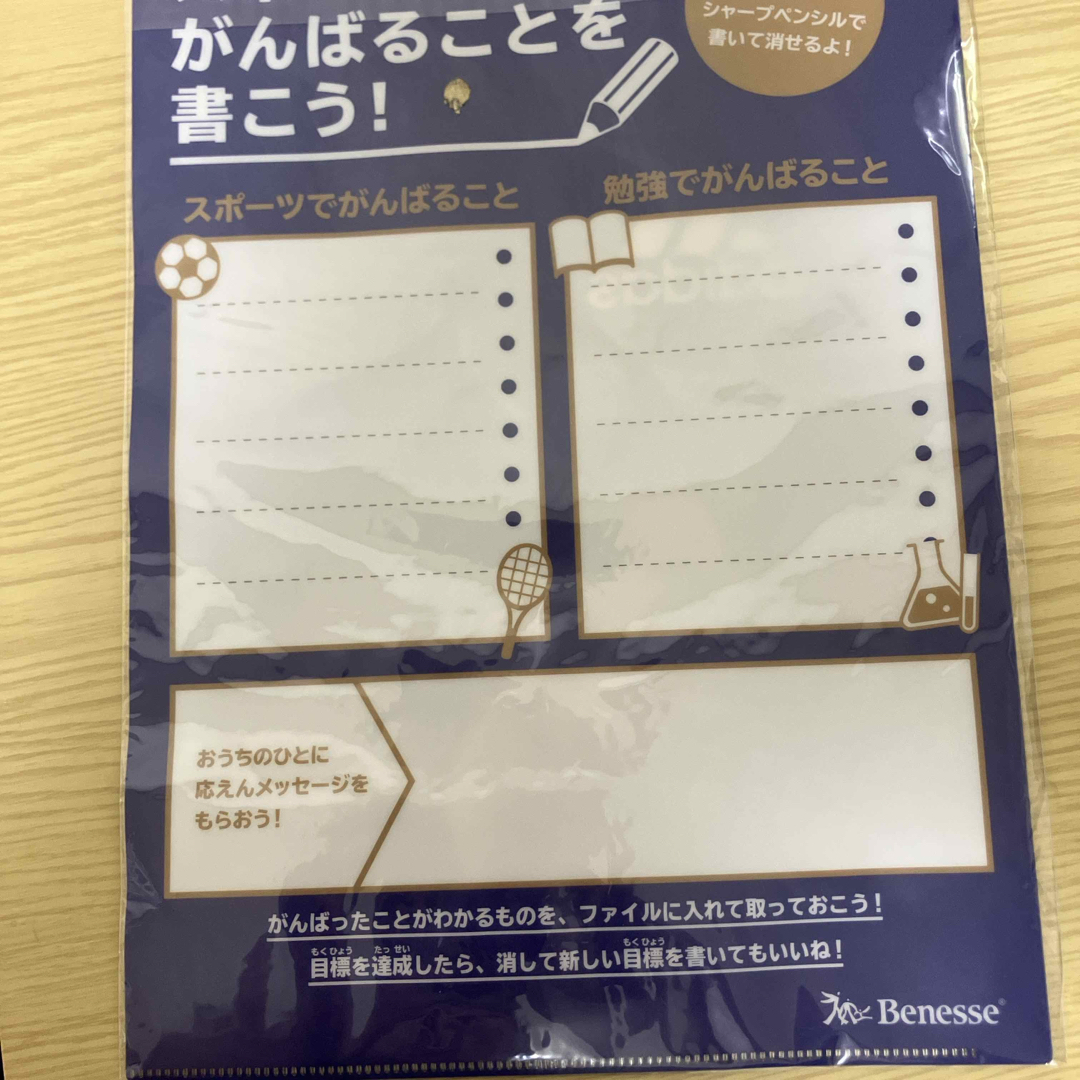 がんばることを
書こう!
シャープペンシルで
書いて消せるよ!
スポーツでがんばること
勉強でがんばること
おうちのひとに
応えんメッセージを
もらおう!
がんばったことがわかるものを、ファイルに入れて取っておこう!
目標を達成したら、消して新しい目標を書いてもいいね!
Benesse